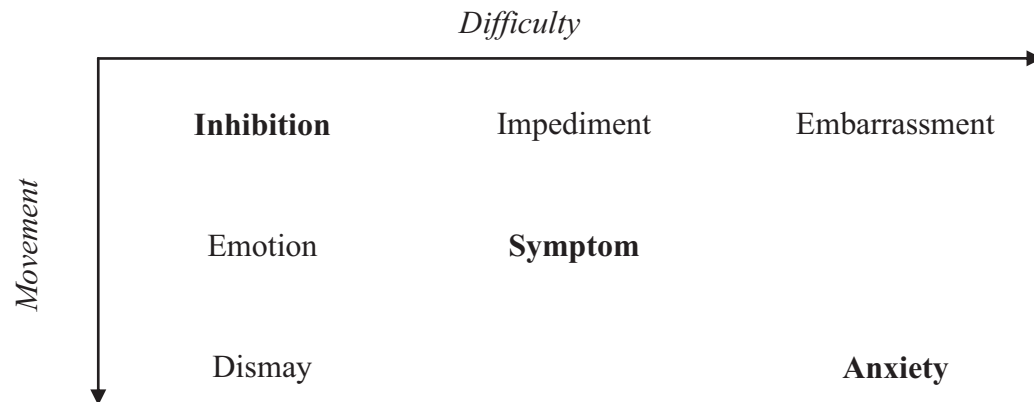 Difficulty
Inhibition Impediment Embarrassment
Movement
Emotion Symptom
Dismay Anxiety